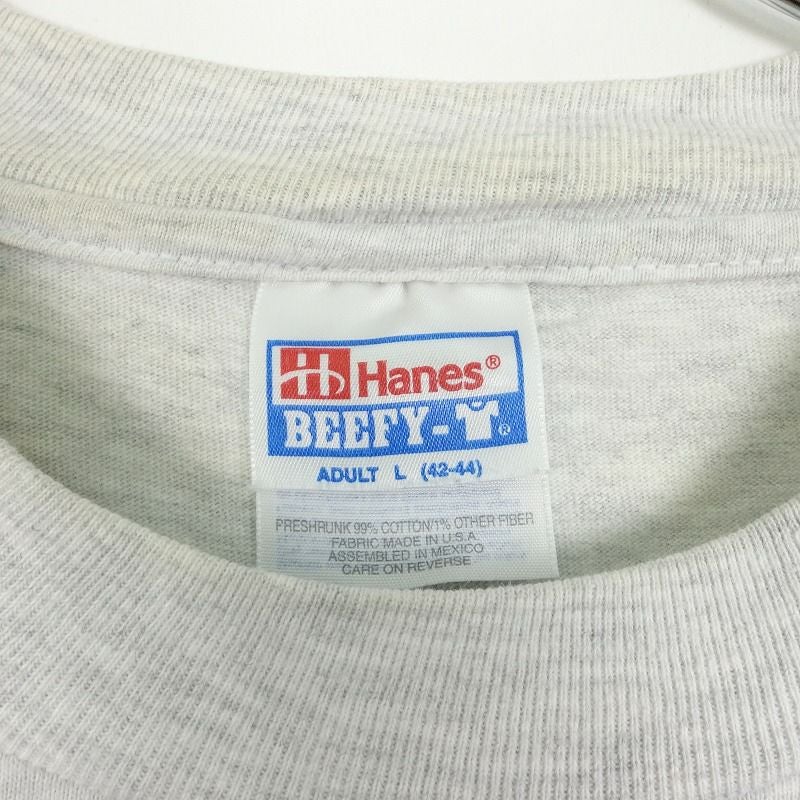 H Hanes®
BEEFY-T®
ADULT L (42-44)
PRESHRUNK 99% COTTON/1% OTHER FIBER
FABRIC MADE IN U.S.A.
ASSEMBLED IN MEXICO
CARE ON REVERSE